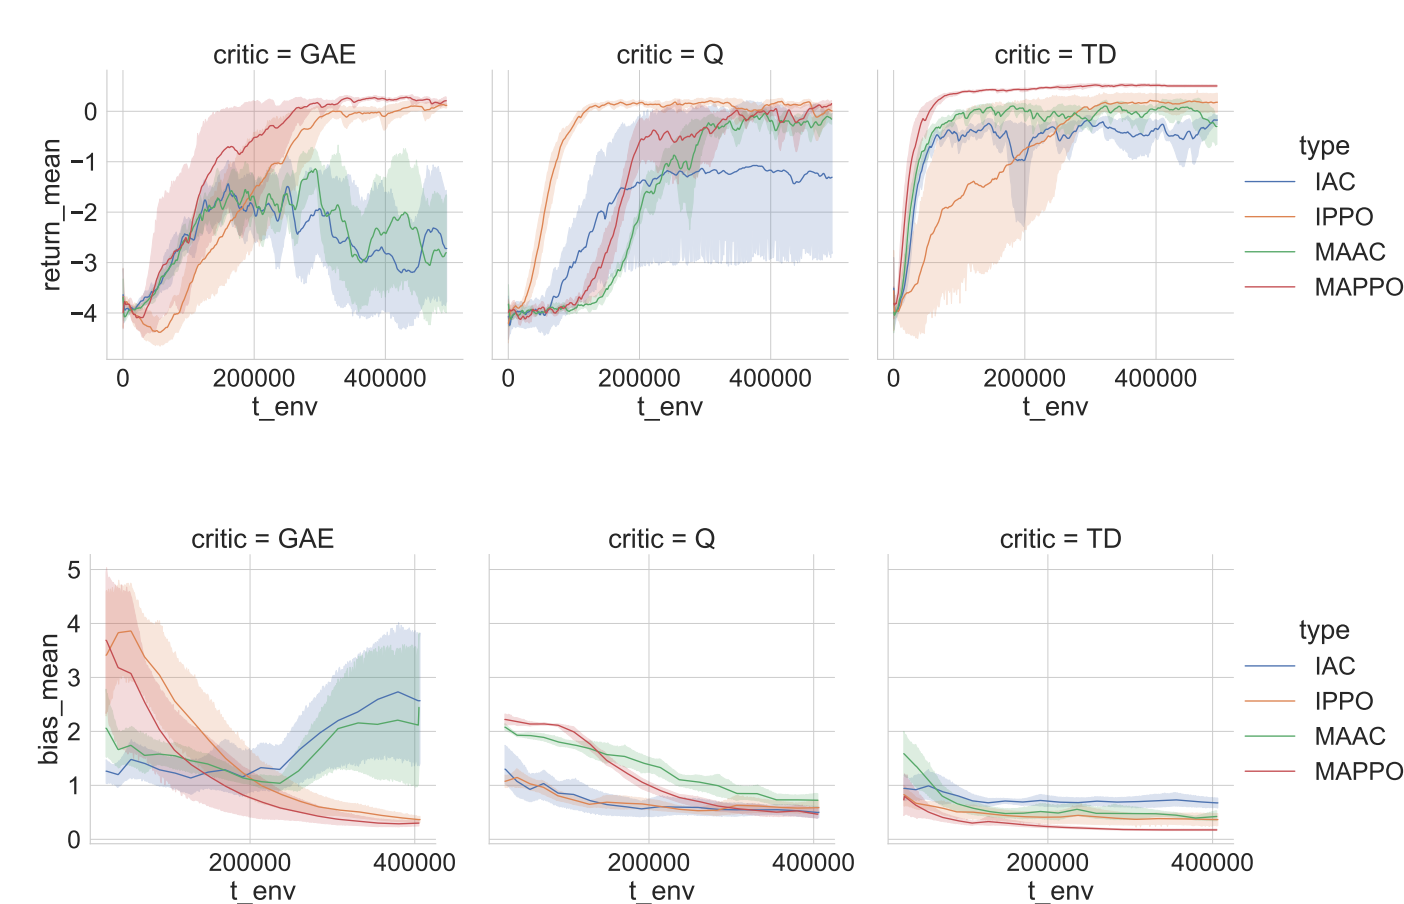 critic = GAE
critic = Q
critic = TD
return_mean
0
−1
−2
−3
−4
0
200000
400000
t_env
0
200000
400000
t_env
0
200000
400000
t_env
type
IAC
IPPO
MAAC
MAPPO
critic = GAE
critic = Q
critic = TD
bias_mean
5
4
3
2
1
0
200000
400000
t_env
200000
400000
t_env
200000
400000
t_env
type
IAC
IPPO
MAAC
MAPPO